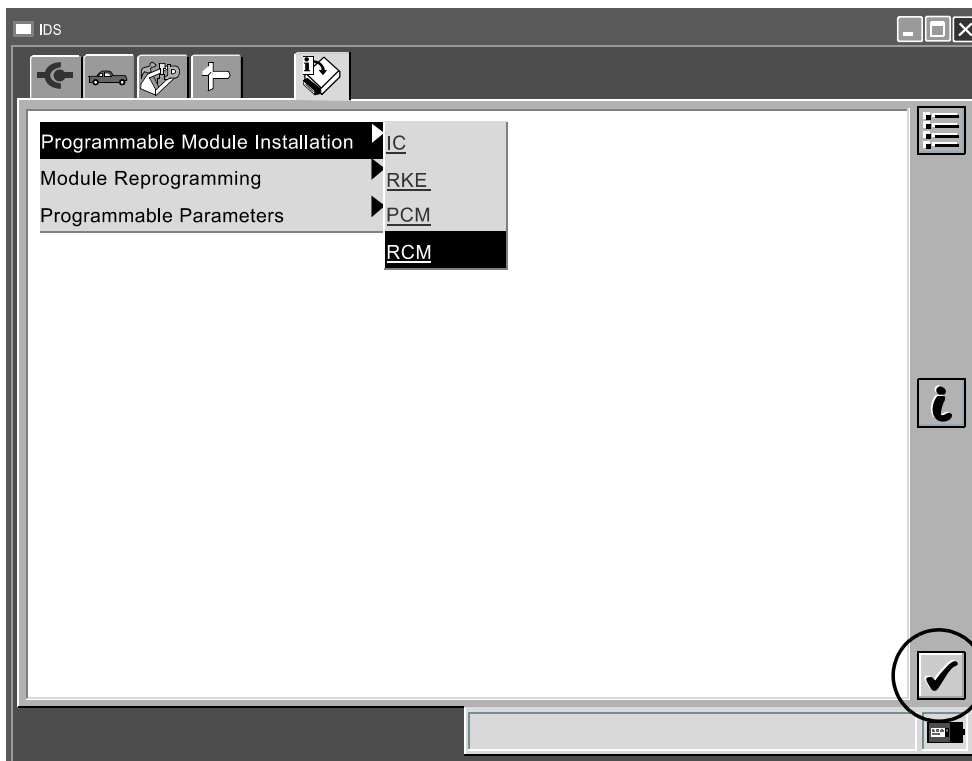 IDS
Programmable Module Installation
IC
Module Reprogramming
RKE
Programmable Parameters
PCM
RCM